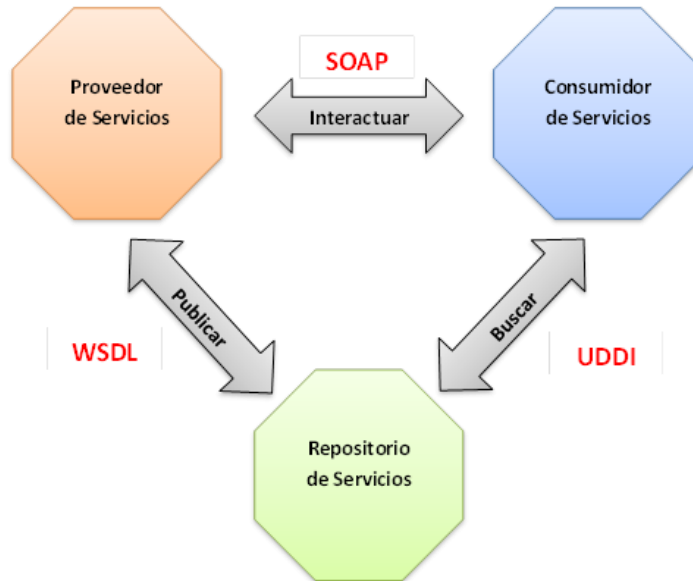 SOAP
Proveedor
de Servicios
Interactuar
Consumidor
de Servicios
Publicar
Buscar
WSDL
UDDI
Repositorio
de Servicios